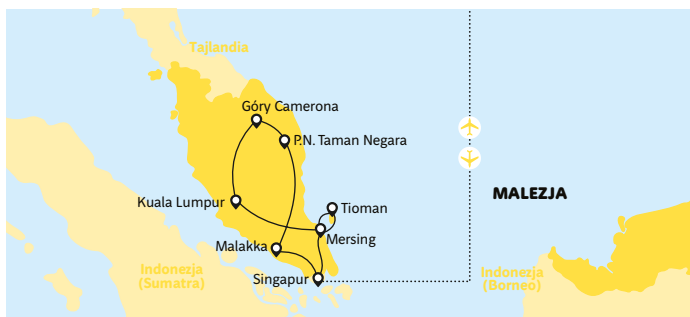 Tajlandia
Góry Camerona
P.N. Taman Negara
Kuala Lumpur
Tioman
MALEZJA
Mersing
Malakka
Indonezja
(Sumatra)
Singapur
Indonezja
(Borneo)